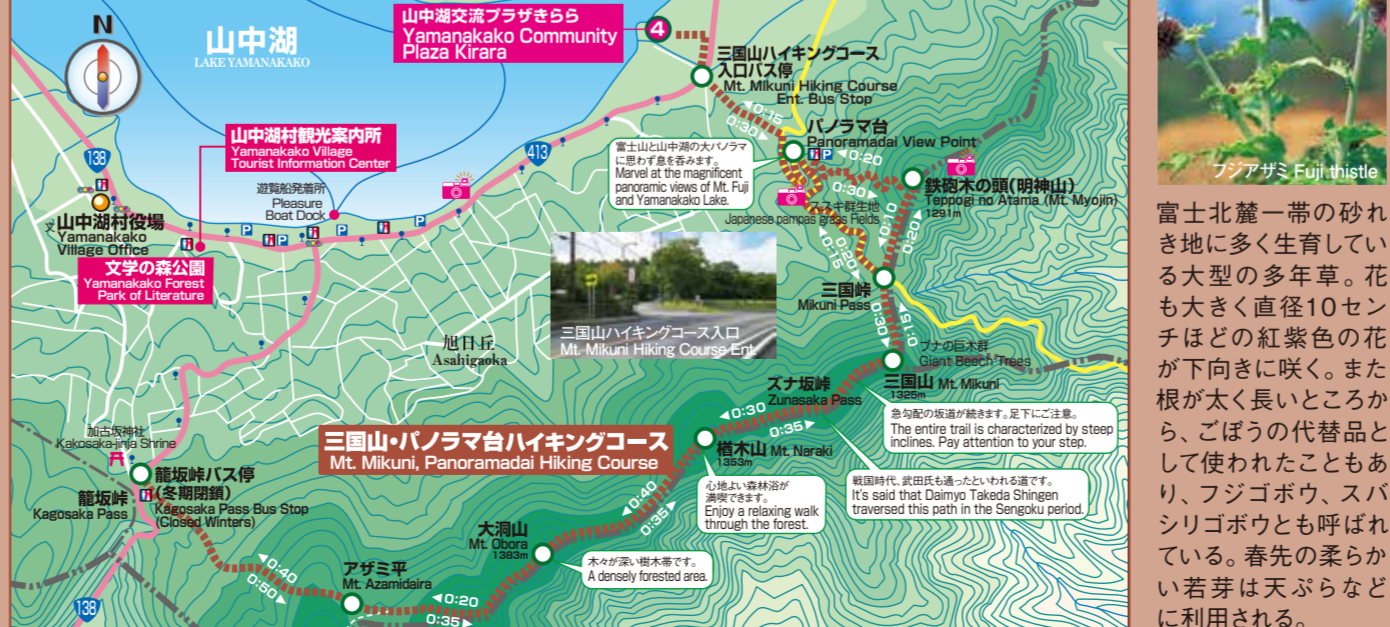 N
山中湖
LAKE YAMANAKAKO
山中湖交流プラザきらら
Yamanakako Community
Plaza Kirara
4
三国山ハイキングコース
入口バス停
Mt. Mikuni Hiking Course
Ent. Bus Stop
◀0:15
0:30▶
パノラマ台
Panoramadai View Point
P
富士山と山中湖の大パノラマ
に思わず息を呑みます。
Marvel at the magnificent
panoramic views of Mt. Fuji
and Yamanakako Lake.
◀0:20
0:30▶
鉄砲木の頭(明神山)
Teppogi no Atama (Mt. Myojin)
1291m
ススキ群生地
Japanese pampas grass Fields
◀0:20
0:15▶
◀0:10
0:20▶
三国峠
Mikuni Pass
0:30▶
◀0:15
ブナの巨木群
Giant Beech Trees
三国山 Mt. Mikuni
1325m
138
山中湖村観光案内所
Yamanakako Village
Tourist Information Center
遊覧船発着所
Pleasure
Boat Dock
413
文
山中湖村役場
Yamanakako
Village Office
P
P
P
P
文学の森公園
Yamanakako Forest
Park of Literature
旭日丘
Asahigaoka
三国山ハイキングコース入口
Mt. Mikuni Hiking Course Ent.
ズナ坂峠
Zunasaka Pass
◀0:30
0:35▶
急勾配の坂道が続きます。足下にご注意。
The entire trail is characterized by steep
inclines. Pay attention to your step.
楢木山 Mt. Naraki
1353m
戦国時代、武田氏も通ったといわれる道です。
It's said that Daimyo Takeda Shingen
traversed this path in the Sengoku period.
心地よい森林浴が
満喫できます。
Enjoy a relaxing walk
through the forest.
三国山・パノラマ台ハイキングコース
Mt. Mikuni, Panoramadai Hiking Course
加古坂神社
Kakosaka-jinja Shrine
籠坂峠バス停
(冬期閉鎖)
Kagosaka Pass Bus Stop
(Closed Winters)
籠坂峠
Kagosaka Pass
◀0:40
0:35▶
大洞山
Mt. Obora
1383m
木々が深い樹木帯です。
A densely forested area.
◀0:40
0:50▶
アザミ平
Mt. Azamidaira
◀0:20
0:35▶
138
フジアザミ Fuji thistle
富士北麓一帯の砂れ
き地に多く生育してい
る大型の多年草。花
も大きく直径10セン
チほどの紅紫色の花
が下向きに咲く。また
根が太く長いところか
ら、ごぼうの代替品と
して使われたこともあ
り、フジゴボウ、スバ
シリゴボウとも呼ばれ
ている。春先の柔らか
い若芽は天ぷらなど
に利用される。